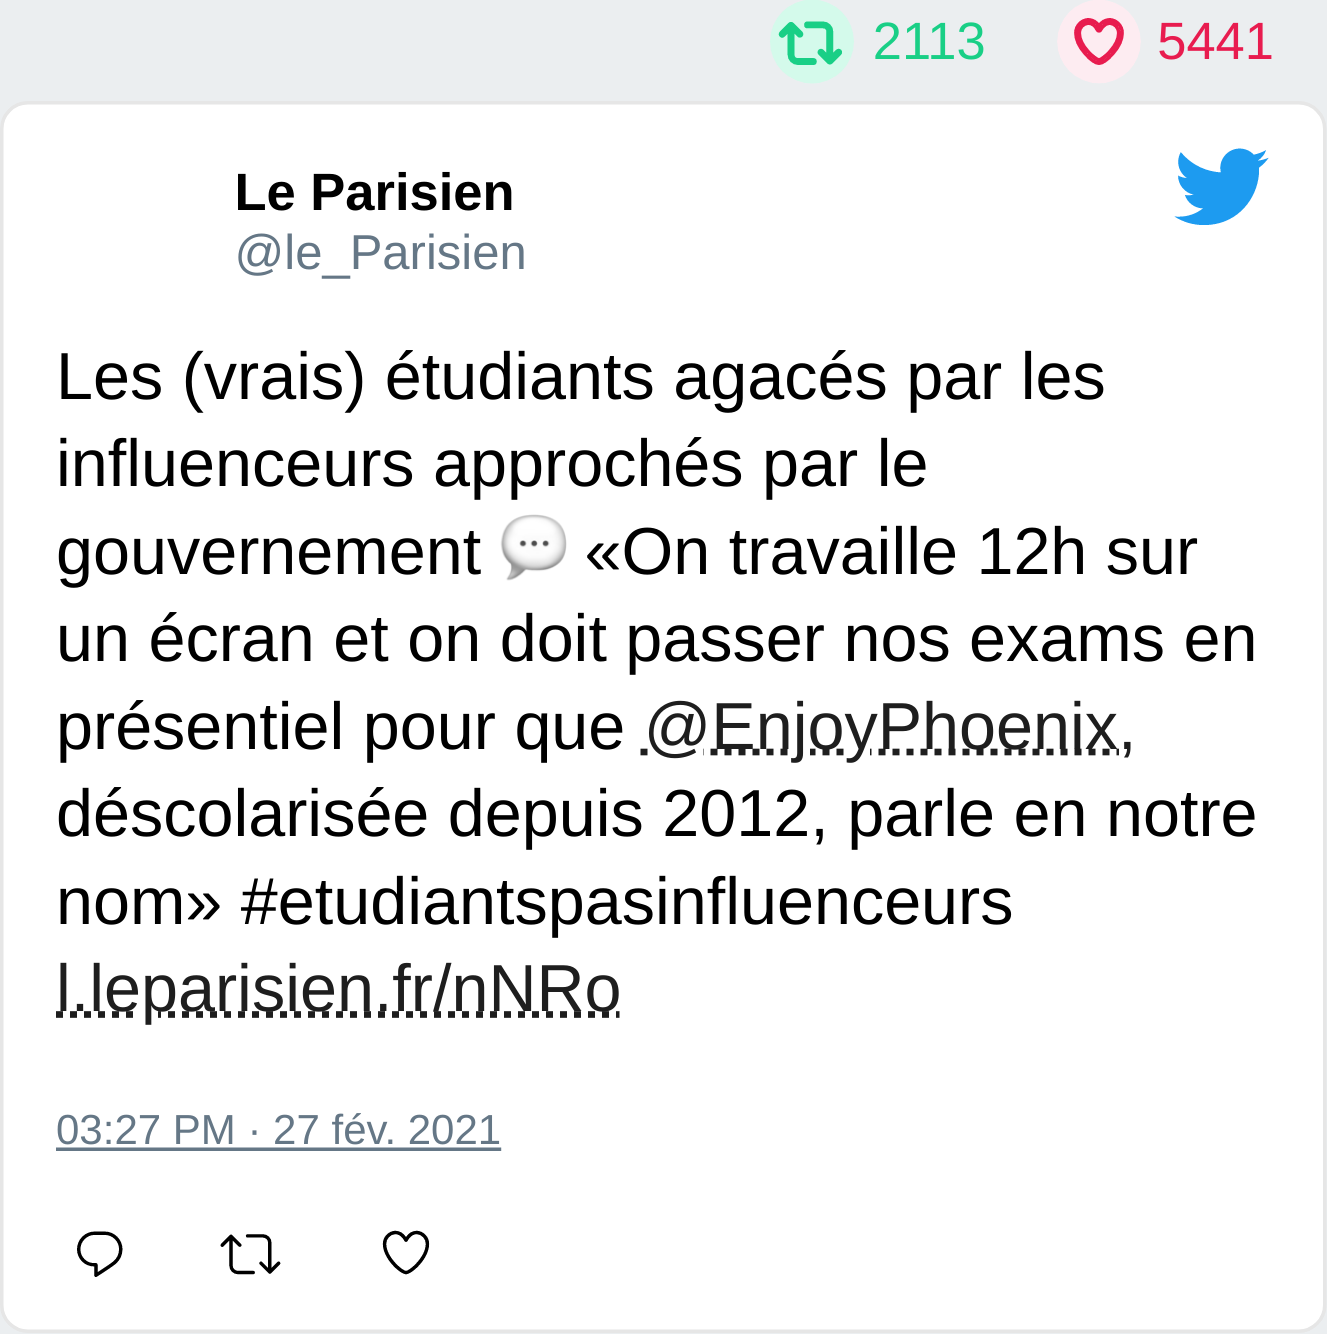 2113 5441
Le Parisien
@le_Parisien
Les (vrais) étudiants agacés par les
influenceurs approchés par le
gouvernement 💬 «On travaille 12h sur
un écran et on doit passer nos exams en
présentiel pour que @EnjoyPhoenix,
déscolarisée depuis 2012, parle en notre
nom» #etudiantspasinfluenceurs
l.leparisien.fr/nNRo
03:27 PM · 27 fév. 2021